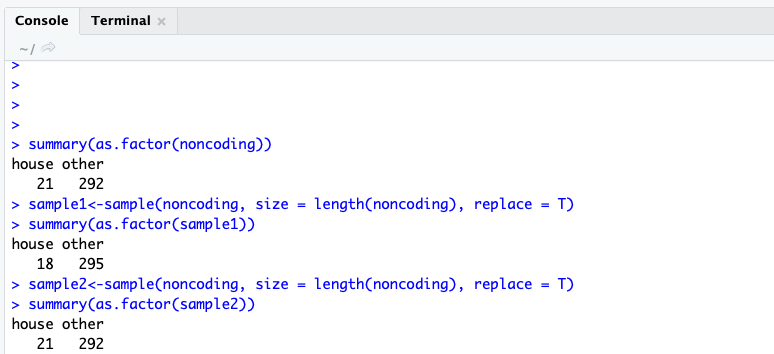 Console Terminal ×
~/
>
>
>
>
> summary(as.factor(noncoding))
house other
   21   292
> sample1<-sample(noncoding, size = length(noncoding), replace = T)
> summary(as.factor(sample1))
house other
   18   295
> sample2<-sample(noncoding, size = length(noncoding), replace = T)
> summary(as.factor(sample2))
house other
   21   292